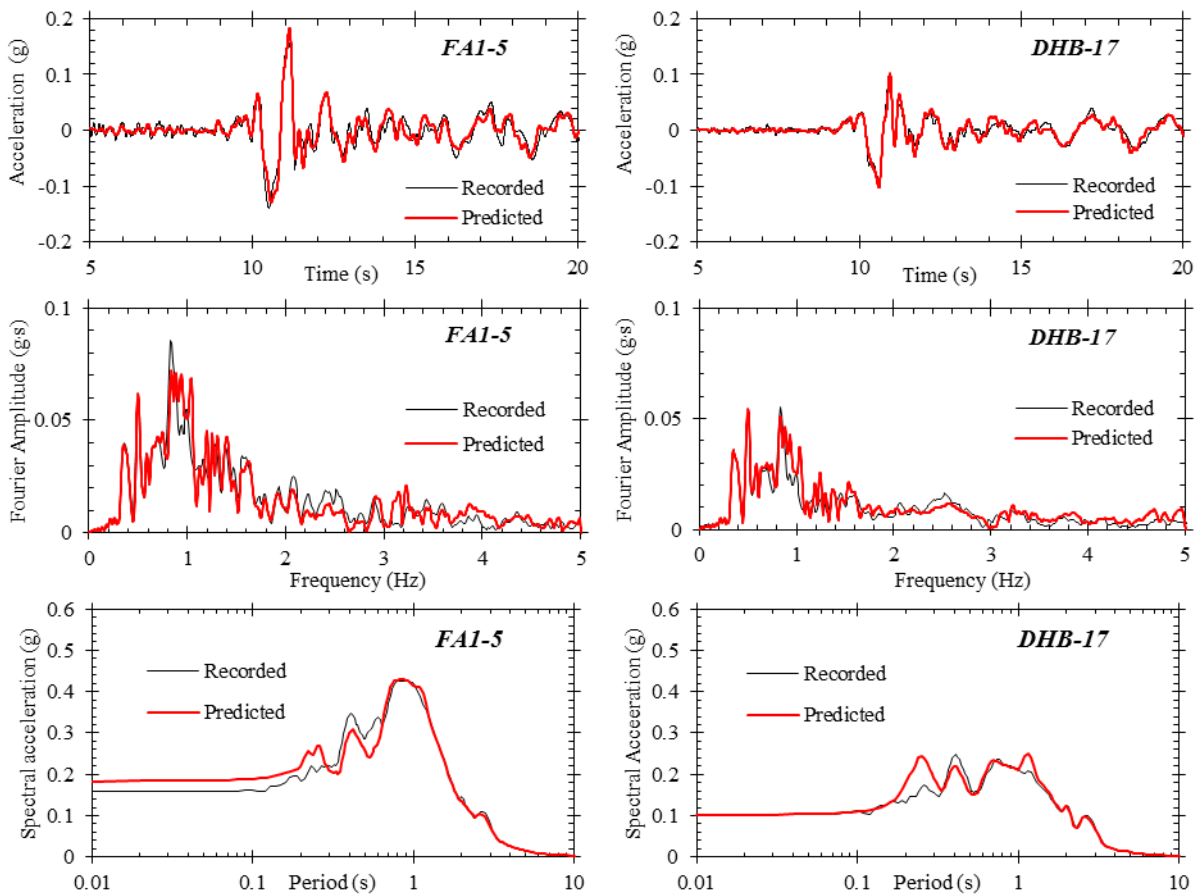 0.2
0.1
0
-0.1
-0.2
Acceleration (g)
FA1-5
Recorded
Predicted
5
10
15
20
Time (s)
0.2
0.1
0
-0.1
-0.2
Acceleration (g)
DHB-17
Recorded
Predicted
5
10
15
20
Time (s)
0.1
0.05
0
Fourier Amplitude (g·s)
FA1-5
Recorded
Predicted
0
1
2
3
4
5
Frequency (Hz)
0.1
0.05
0
Fourier Amplitude (g·s)
DHB-17
Recorded
Predicted
0
1
2
3
4
5
Frequency (Hz)
0.6
0.5
0.4
0.3
0.2
0.1
0
Spectral acceleration (g)
FA1-5
Recorded
Predicted
0.01
0.1
1
10
Period (s)
0.6
0.5
0.4
0.3
0.2
0.1
0
Spectral Acceeration (g)
DHB-17
Recorded
Predicted
0.01
0.1
1
10
Period (s)